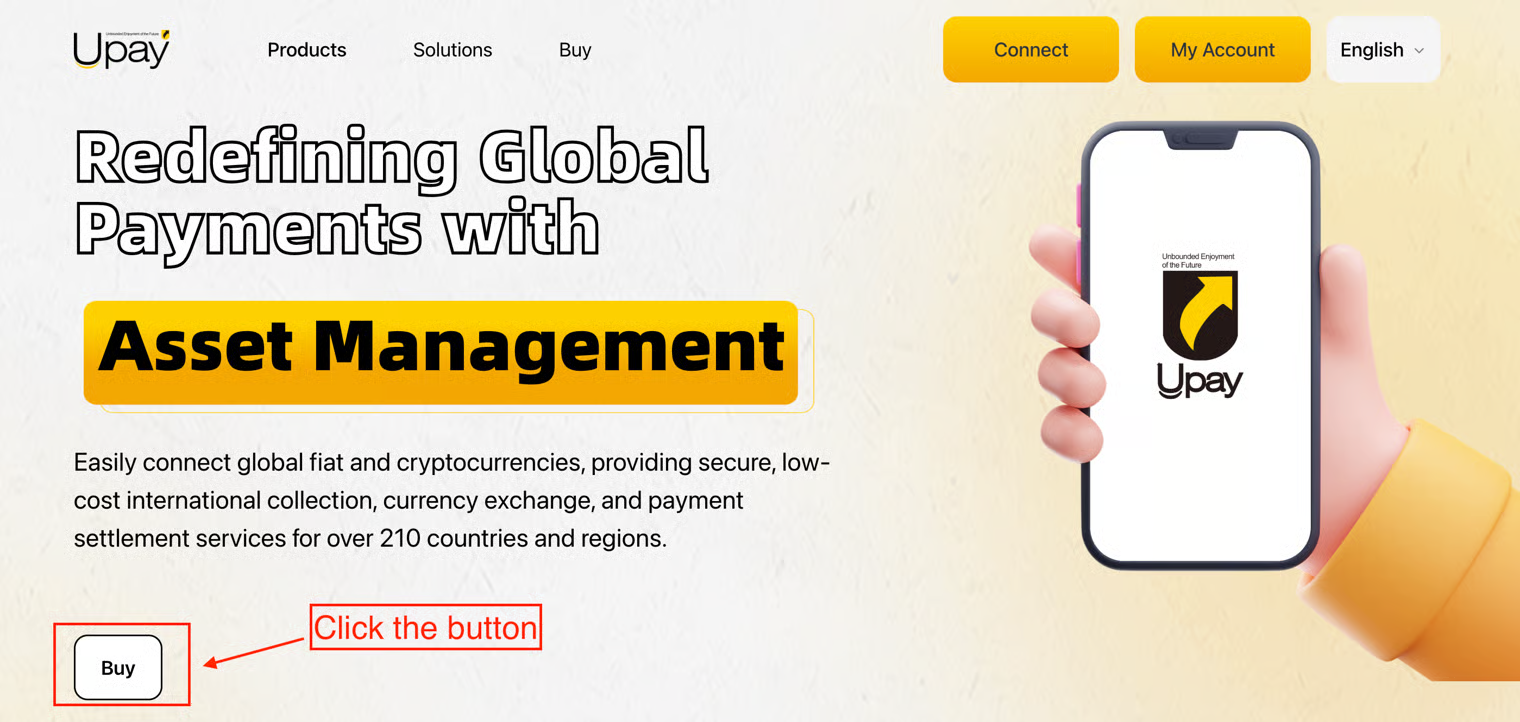 Unbounded Enjoyment of the Future
Upay
Products
Solutions
Buy
Connect
My Account
English
Redefining Global
Payments with
Asset Management
Easily connect global fiat and cryptocurrencies, providing secure, low-
cost international collection, currency exchange, and payment
settlement services for over 210 countries and regions.
Unbounded Enjoyment
of the Future
Upay
Click the button
Buy